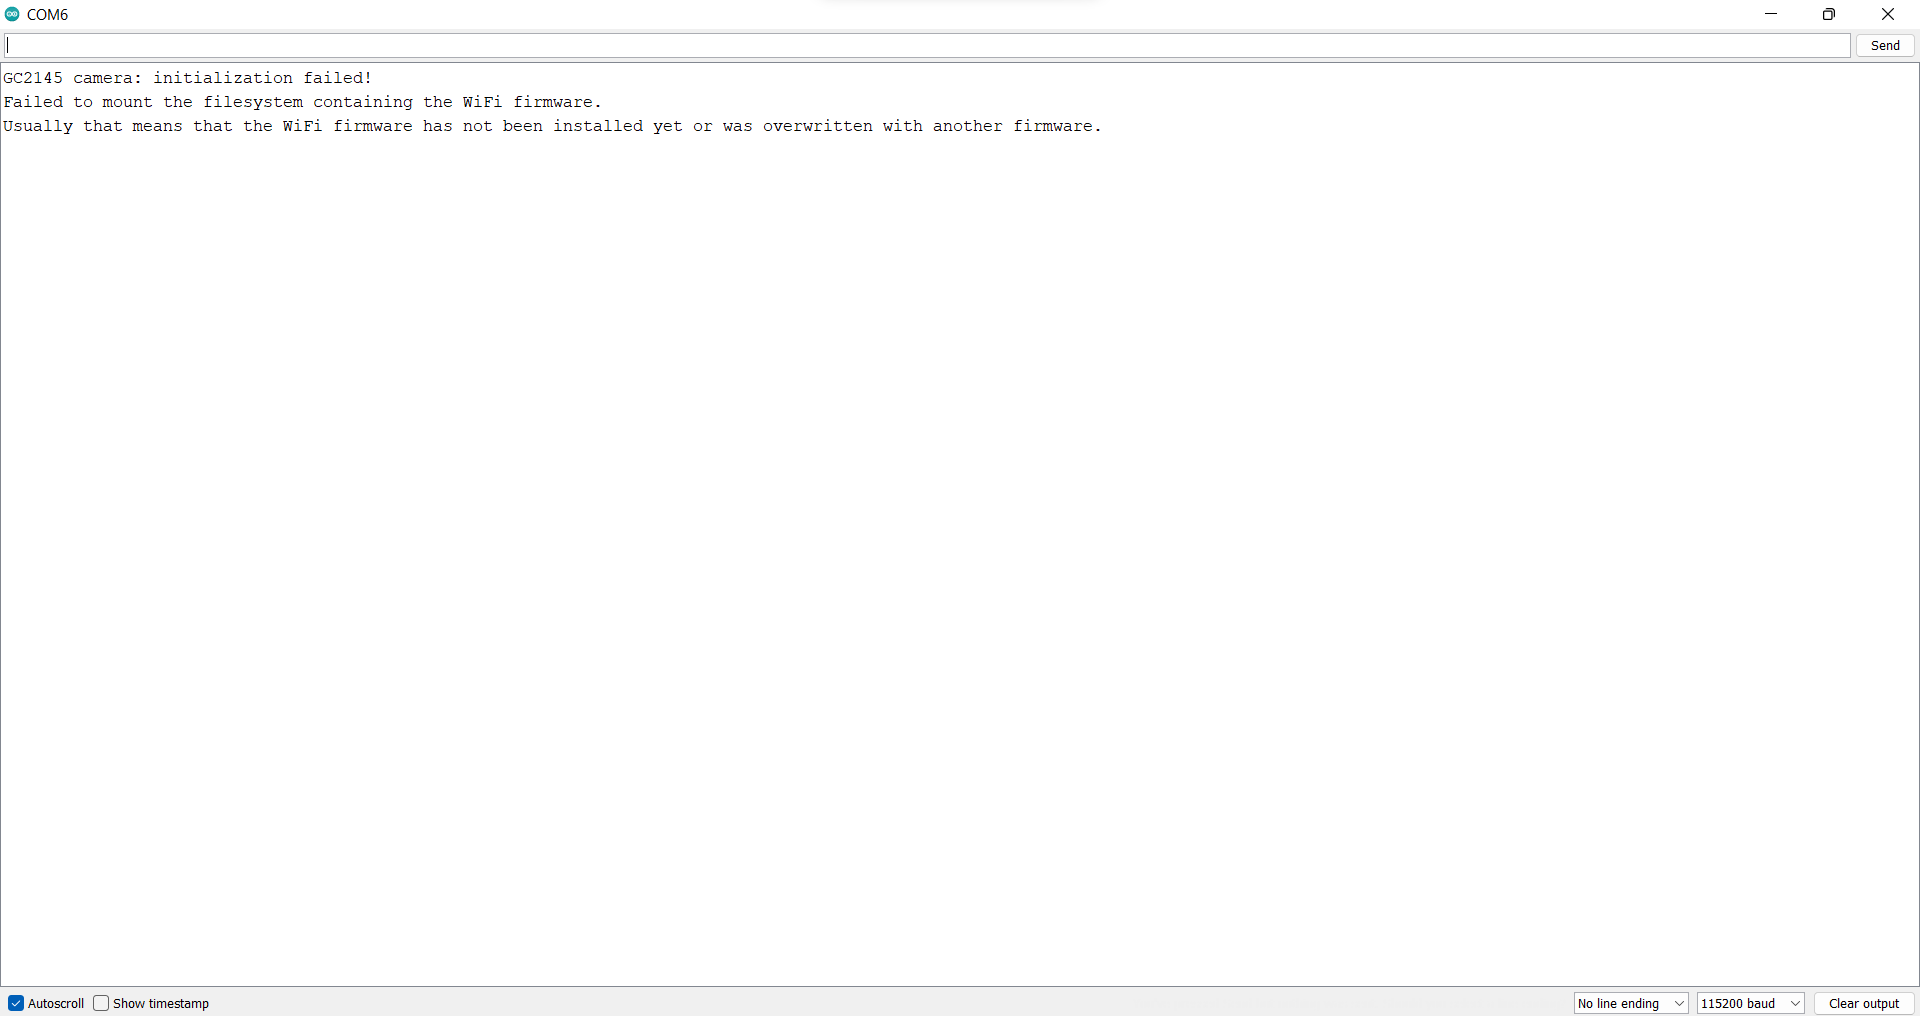 COM6
Send
GC2145 camera: initialization failed!
Failed to mount the filesystem containing the WiFi firmware.
Usually that means that the WiFi firmware has not been installed yet or was overwritten with another firmware.
Autoscroll Show timestamp No line ending 115200 baud Clear output